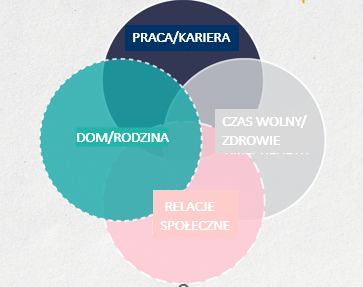 PRACA/KARIERA
DOM/RODZINA
CZAS WOLNY/
ZDROWIE
RELACJE
SPOŁECZNE